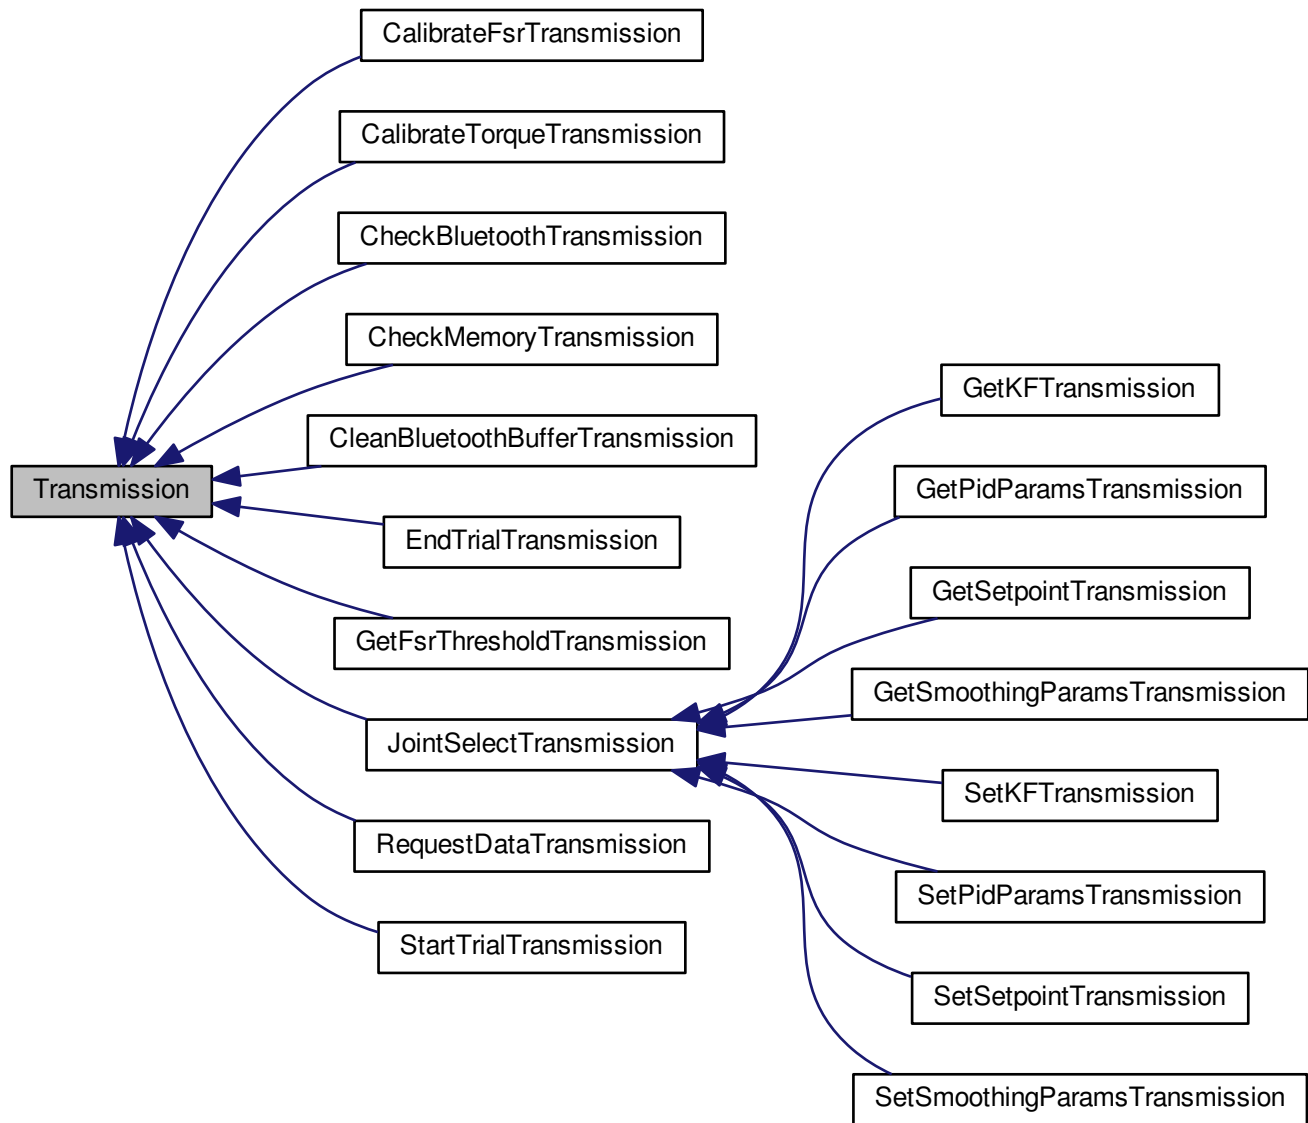 CalibrateFsrTransmission
CalibrateTorqueTransmission
CheckBluetoothTransmission
CheckMemoryTransmission
GetKFTransmission
CleanBluetoothBufferTransmission
Transmission
GetPidParamsTransmission
EndTrialTransmission
GetSetpointTransmission
GetFsrThresholdTransmission
GetSmoothingParamsTransmission
JointSelectTransmission
SetKFTransmission
RequestDataTransmission
SetPidParamsTransmission
StartTrialTransmission
SetSetpointTransmission
SetSmoothingParamsTransmission